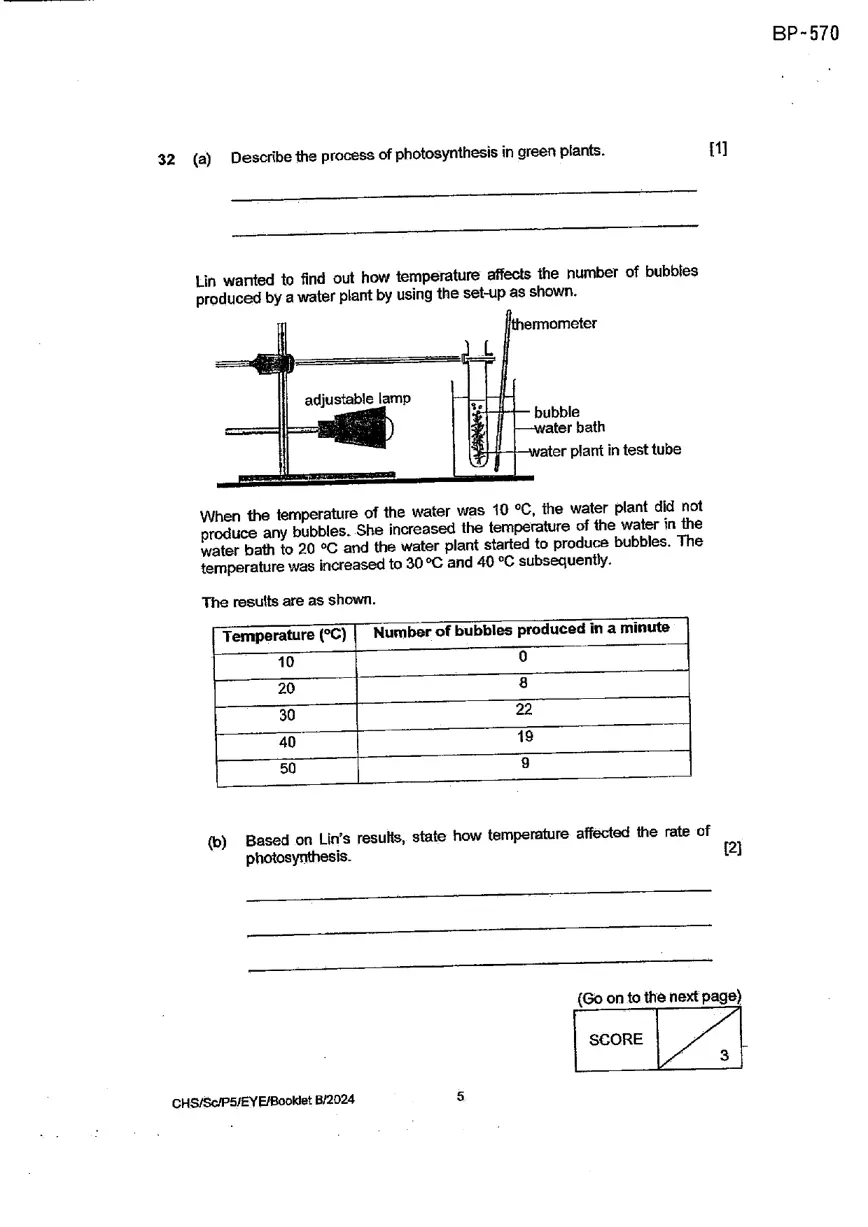 BP-570
32 (a) Describe the process of photosynthesis in green plants. [1]
Lin wanted to find out how temperature affects the number of bubbles
produced by a water plant by using the set-up as shown.
thermometer
adjustable lamp
bubble
water bath
water plant in test tube
When the temperature of the water was 10 ºC, the water plant did not
produce any bubbles. She increased the temperature of the water in the
water bath to 20 ºC and the water plant started to produce bubbles. The
temperature was increased to 30 ºC and 40 ºC subsequently.
The results are as shown.
Temperature (ºC) Number of bubbles produced in a minute
10 0
20 8
30 22
40 19
50 9
(b) Based on Lin's results, state how temperature affected the rate of
photosynthesis. [2]
(Go on to the next page)
SCORE 3
CHS/Sc/P5/EYE/Booklet B/2024 5